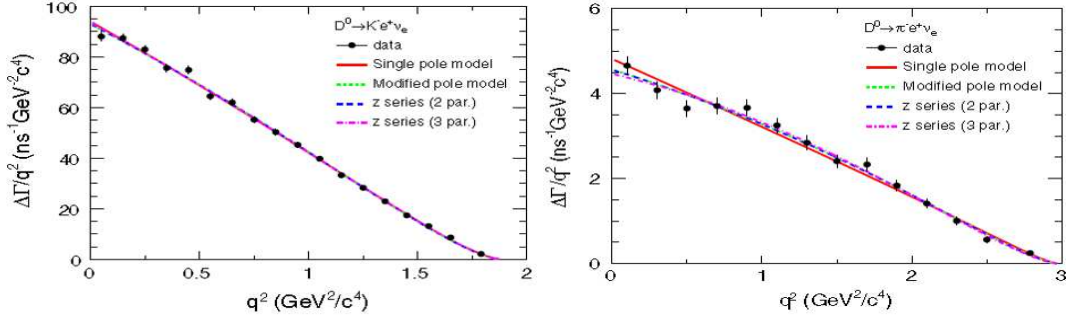 D⁰→K⁻e⁺νₑ
data
Single pole model
Modified pole model
z series (2 par.)
z series (3 par.)
100
80
60
40
20
0
ΔΓ/q² (ns⁻¹GeV⁻²c⁴)
0 0.5 1 1.5 2
q² (GeV²/c⁴)
D⁰→π⁻e⁺νₑ
data
Single pole model
Modified pole model
z series (2 par.)
z series (3 par.)
6
4
2
0
ΔΓ/q² (ns⁻¹GeV⁻²c⁴)
0 1 2 3
q² (GeV²/c⁴)